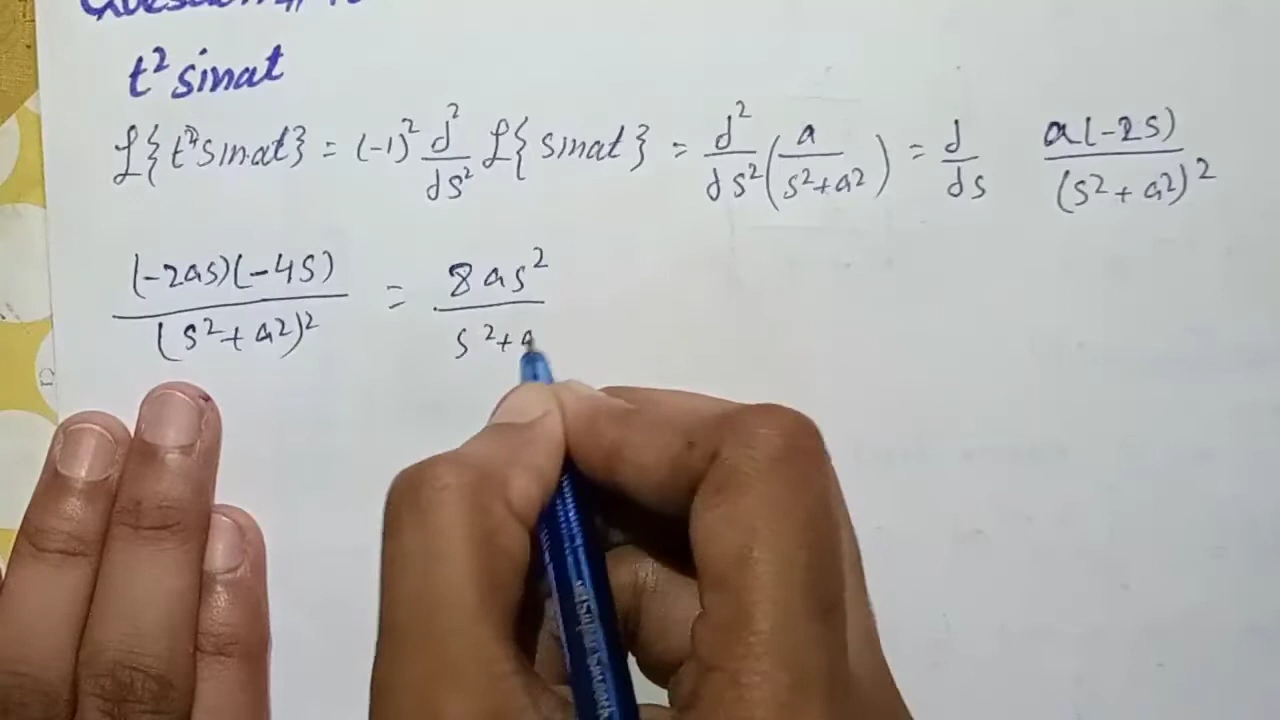 t² sinat
L{t²sinat} = (-1)² d²/ds² L{sinat} = d²/ds² (a/(s²+a²)) = d/ds a(-2s)/(s²+a²)²
(-2as)(-4s)/(s²+a²)² = 8as²/s²+a